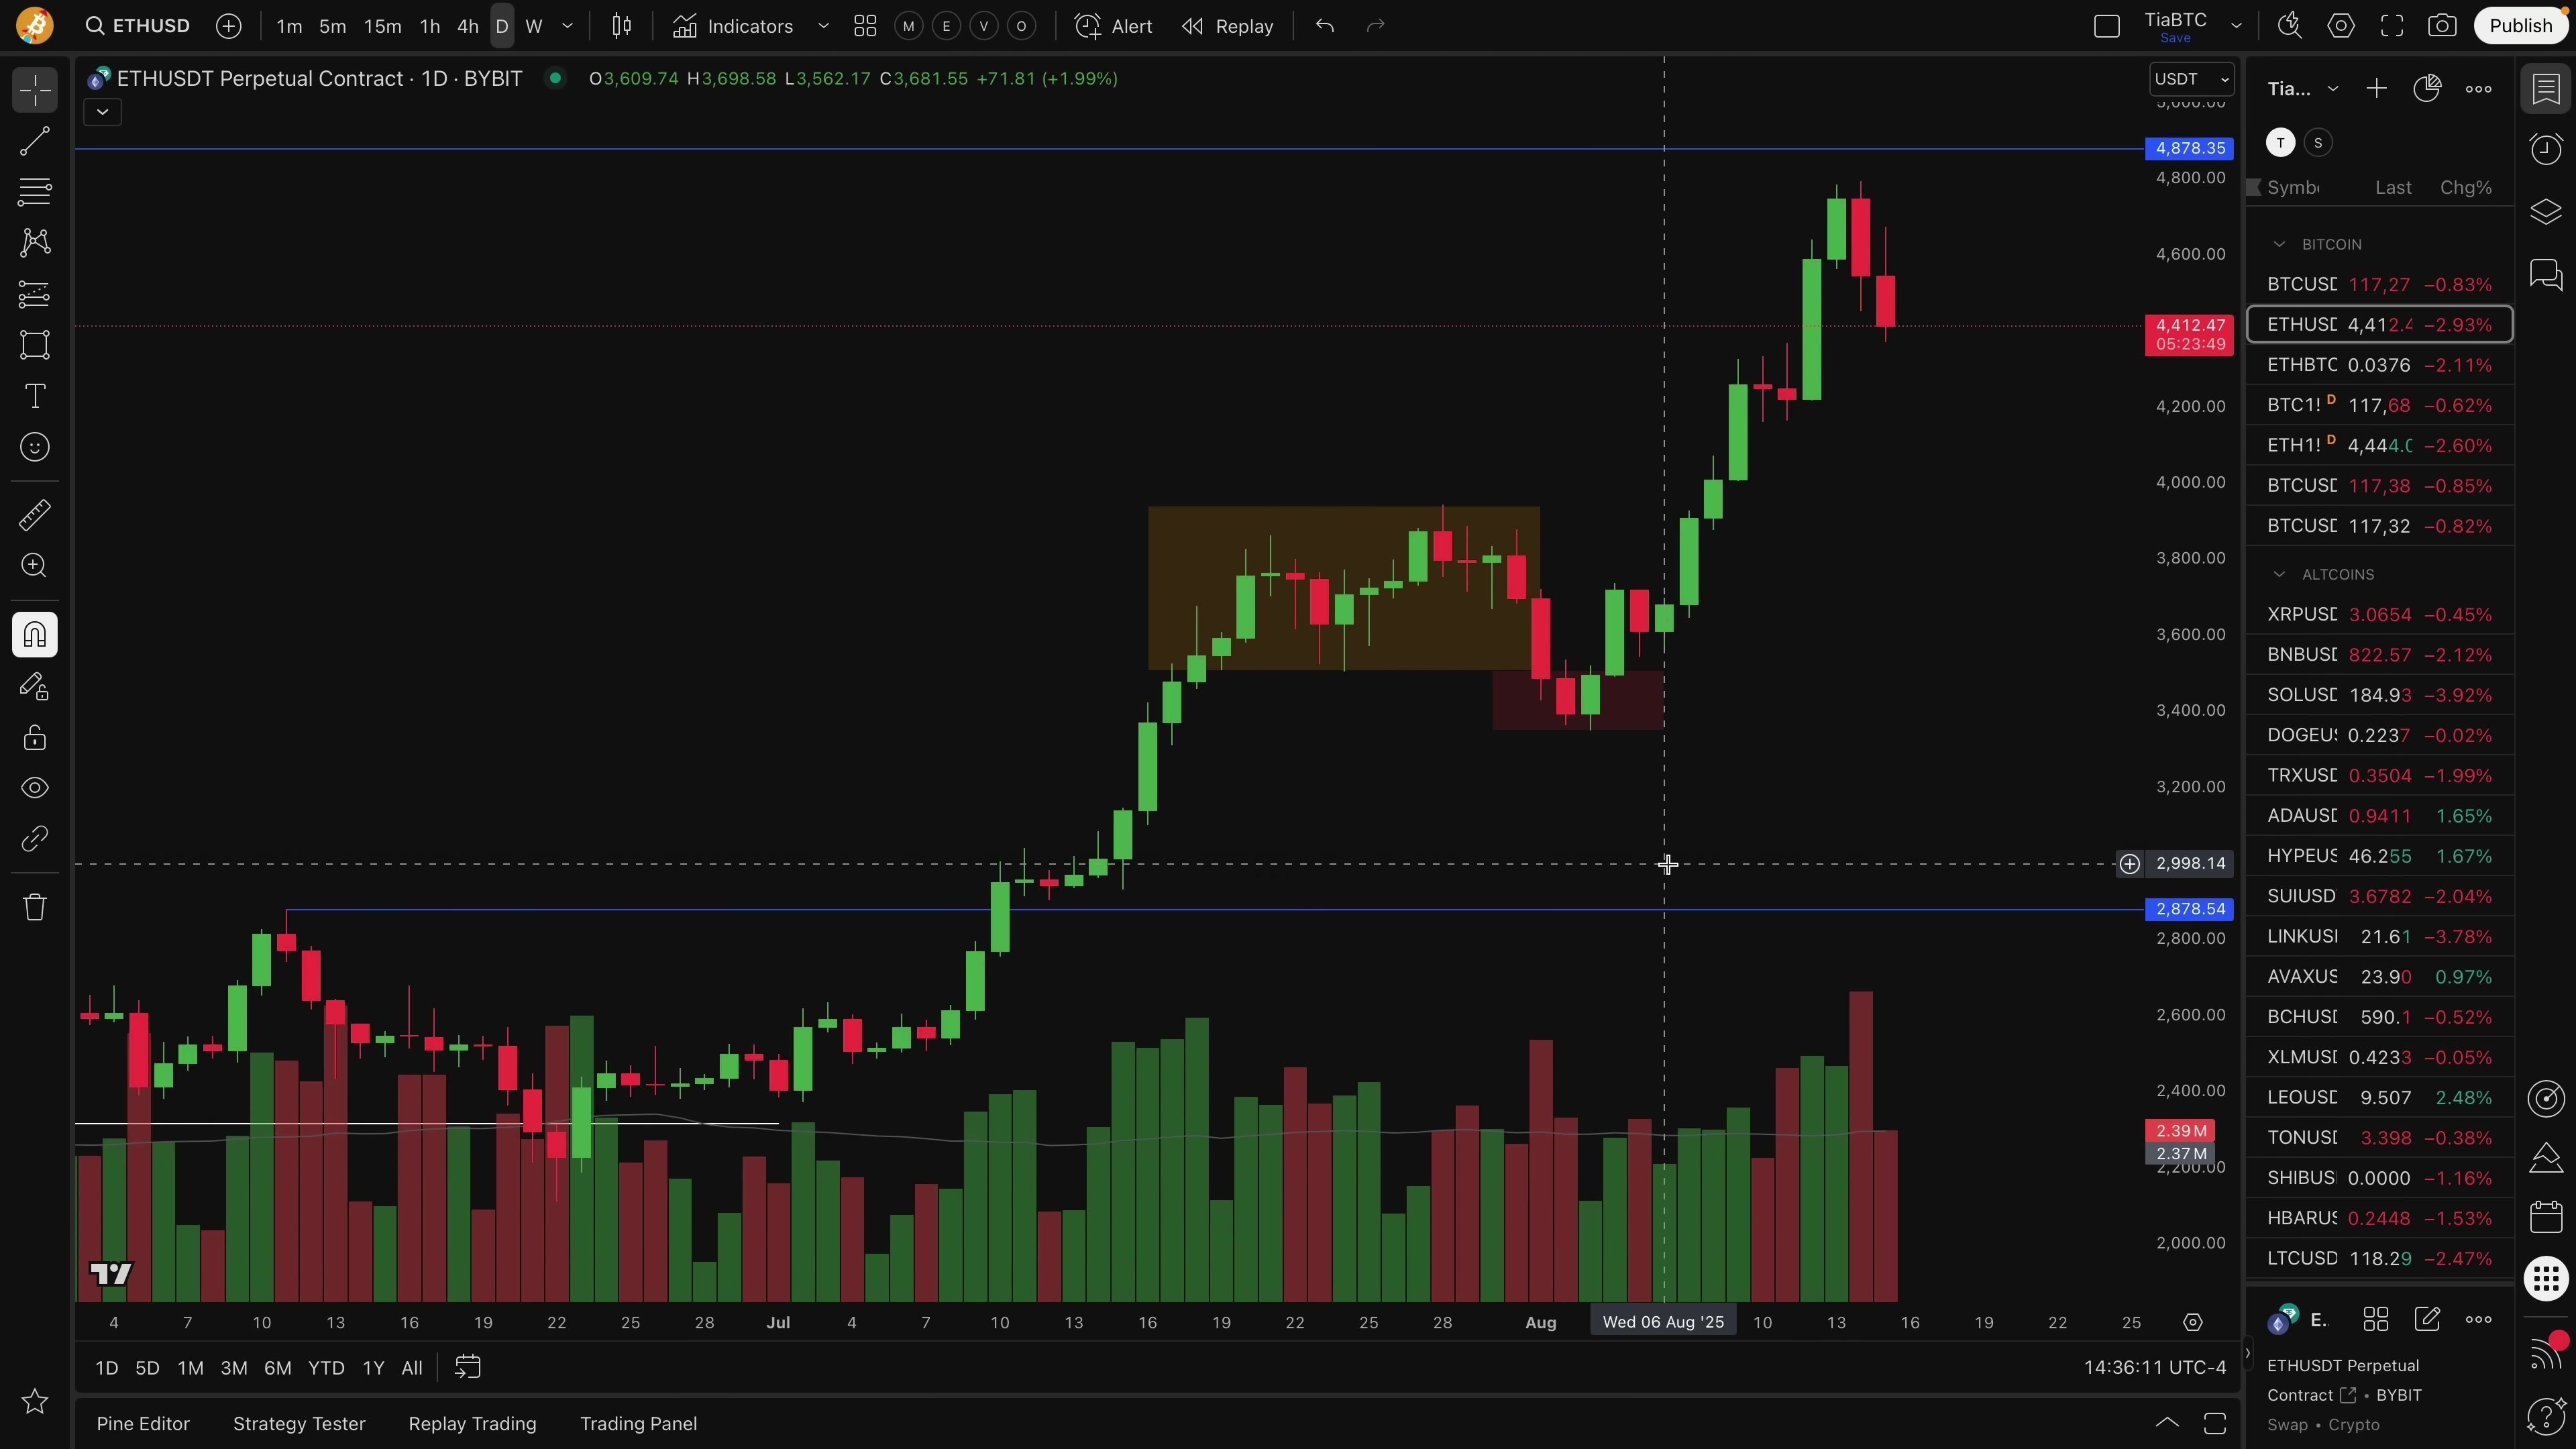 ETHUSD 1m 5m 15m 1h 4h D W Indicators M E V O Alert Replay TiaBTC Save Publish
ETHUSDT Perpetual Contract · 1D · BYBIT O3,609.74 H3,698.58 L3,562.17 C3,681.55 +71.81 (+1.99%)
USDT
4,878.35
4,800.00
4,600.00
4,412.47
05:23:49
4,200.00
4,000.00
3,800.00
3,600.00
3,400.00
3,200.00
2,998.14
2,878.54
2,800.00
2,600.00
2,400.00
2.39 M
2.37 M
2,200.00
2,000.00
4 7 10 13 16 19 22 25 28 Jul 4 7 10 13 16 19 22 25 28 Aug Wed 06 Aug '25 10 13 16 19 22 25
1D 5D 1M 3M 6M YTD 1Y All 14:36:11 UTC-4
Pine Editor Strategy Tester Replay Trading Trading Panel
Tia...
T S
Symb Last Chg%
BITCOIN
BTCUSD 117,27 −0.83%
ETHUSD 4,412.4 −2.93%
ETHBTC 0.0376 −2.11%
BTC1! D 117,68 −0.62%
ETH1! D 4,444.0 −2.60%
BTCUSD 117,38 −0.85%
BTCUSD 117,32 −0.82%
ALTCOINS
XRPUSD 3.0654 −0.45%
BNBUSD 822.57 −2.12%
SOLUSD 184.93 −3.92%
DOGEUS 0.2237 −0.02%
TRXUSD 0.3504 −1.99%
ADAUSD 0.9411 1.65%
HYPEUS 46.255 1.67%
SUIUSD 3.6782 −2.04%
LINKUS 21.61 −3.78%
AVAXUS 23.90 0.97%
BCHUSD 590.1 −0.52%
XLMUSD 0.4233 −0.05%
LEOUSD 9.507 2.48%
TONUSD 3.398 −0.38%
SHIBUS 0.0000 −1.16%
HBARUS 0.2448 −1.53%
LTCUSD 118.29 −2.47%
E.
ETHUSDT Perpetual
Contract • BYBIT
Swap • Crypto